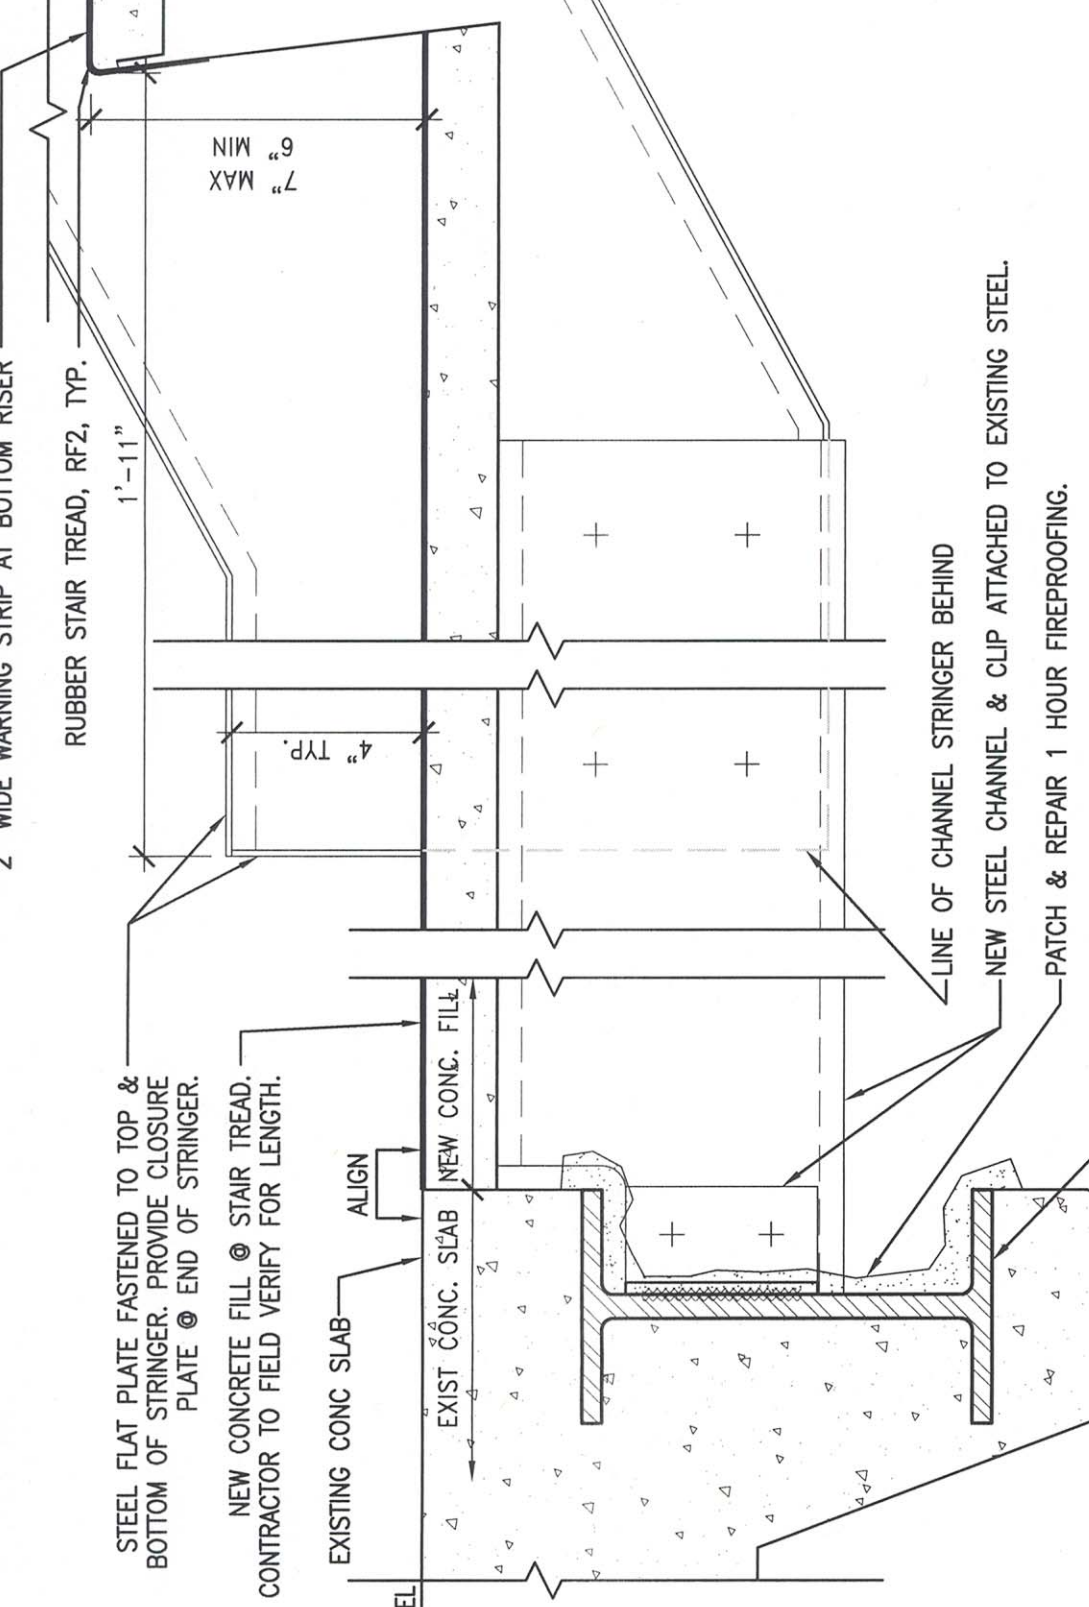 2" WIDE WARNING STRIP AT BOTTOM RISER
RUBBER STAIR TREAD, RF2, TYP.
1'-11"
7" MAX
6" MIN
4" TYP.
STEEL FLAT PLATE FASTENED TO TOP &
BOTTOM OF STRINGER. PROVIDE CLOSURE
PLATE @ END OF STRINGER.
NEW CONCRETE FILL @ STAIR TREAD.
CONTRACTOR TO FIELD VERIFY FOR LENGTH.
ALIGN
EXISTING CONC SLAB
EXIST CONC. SLAB
NEW CONC. FILL
LINE OF CHANNEL STRINGER BEHIND
NEW STEEL CHANNEL & CLIP ATTACHED TO EXISTING STEEL.
PATCH & REPAIR 1 HOUR FIREPROOFING.